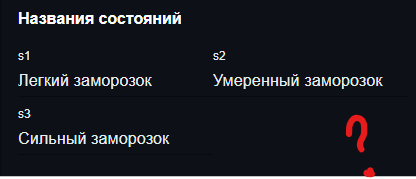 Названия состояний
s1
Легкий заморозок
s2
Умеренный заморозок
s3
Сильный заморозок
?